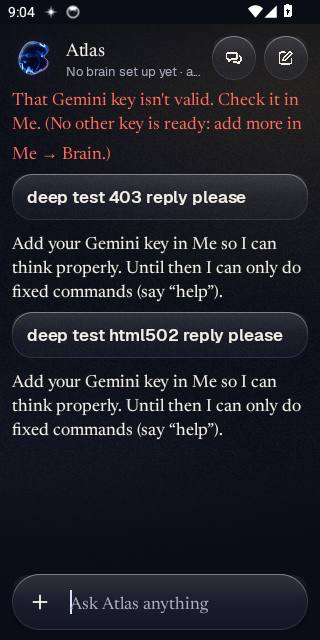 9:04
Atlas
No brain set up yet · a...
That Gemini key isn't valid. Check it in
Me. (No other key is ready: add more in
Me → Brain.)
deep test 403 reply please
Add your Gemini key in Me so I can
think properly. Until then I can only do
fixed commands (say “help”).
deep test html502 reply please
Add your Gemini key in Me so I can
think properly. Until then I can only do
fixed commands (say “help”).
Ask Atlas anything